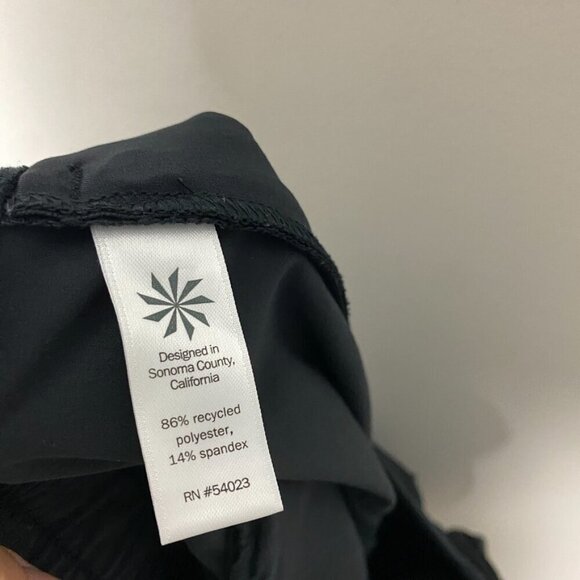 Designed in
Sonoma County,
California
86% recycled
polyester,
14% spandex
RN #54023